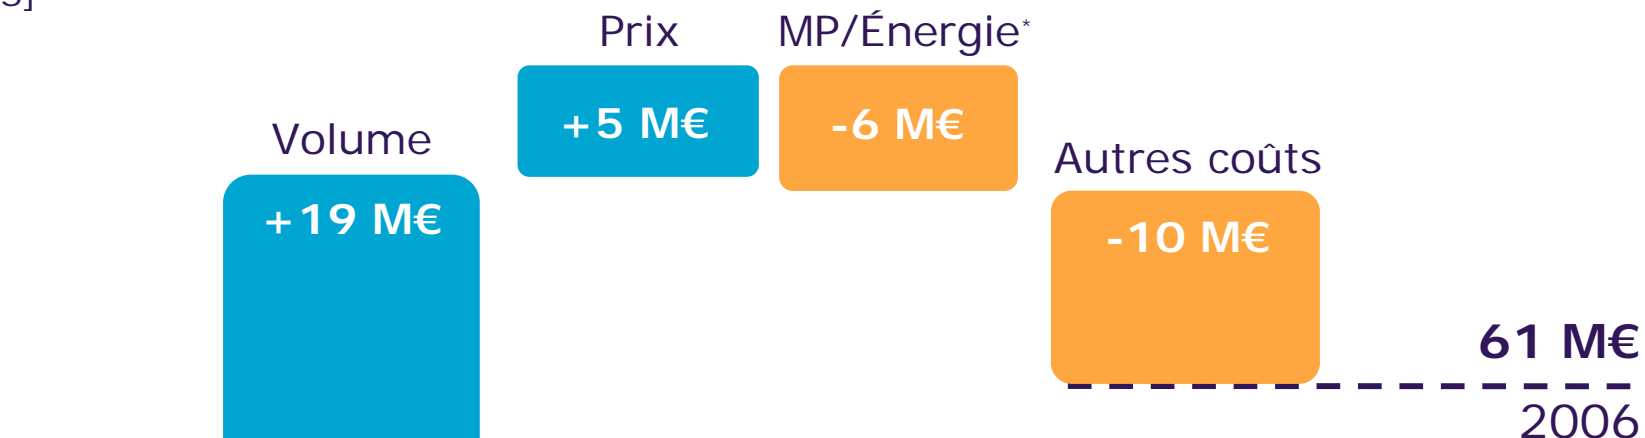 Prix
MP/Énergie*
Volume
+5 M€
-6 M€
Autres coûts
+19 M€
-10 M€
61 M€
2006